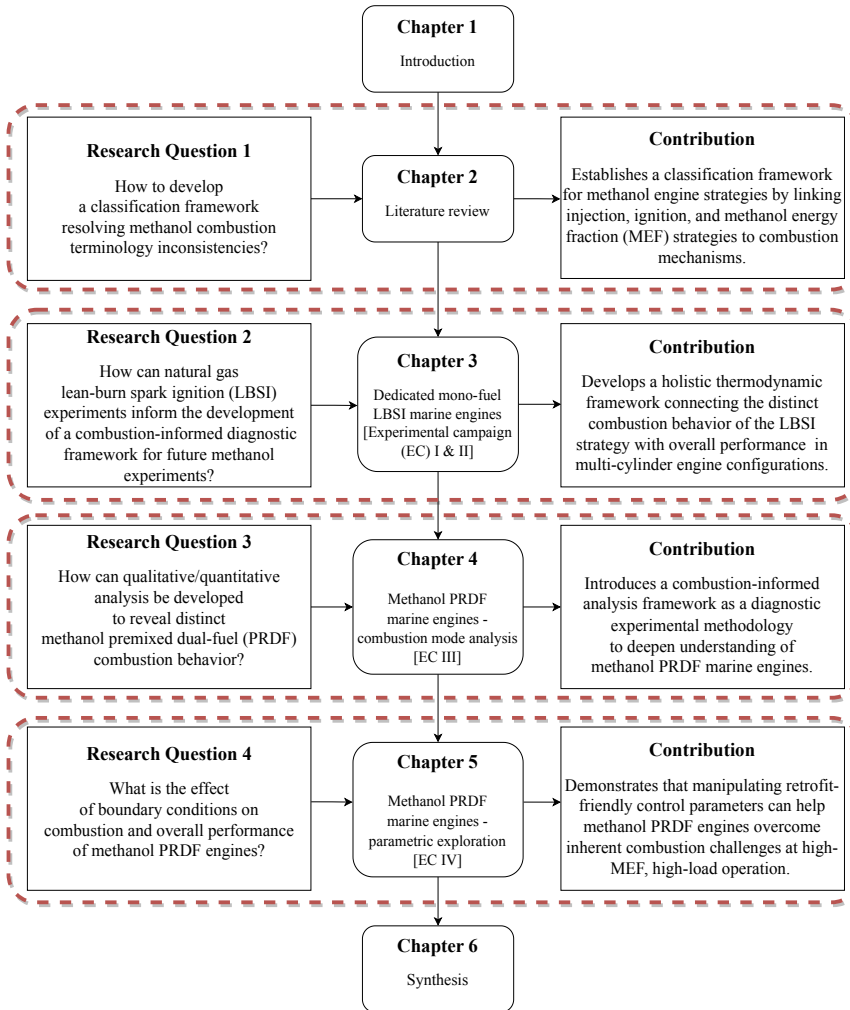 Chapter 1
Introduction
Research Question 1
How to develop
a classification framework
resolving methanol combustion
terminology inconsistencies?
Chapter 2
Literature review
Contribution
Establishes a classification framework
for methanol engine strategies by linking
injection, ignition, and methanol energy
fraction (MEF) strategies to combustion
mechanisms.
Research Question 2
How can natural gas
lean-burn spark ignition (LBSI)
experiments inform the development
of a combustion-informed diagnostic
framework for future methanol
experiments?
Chapter 3
Dedicated mono-fuel
LBSI marine engines
[Experimental campaign
(EC) I & II]
Contribution
Develops a holistic thermodynamic
framework connecting the distinct
combustion behavior of the LBSI
strategy with overall performance in
multi-cylinder engine configurations.
Research Question 3
How can qualitative/quantitative
analysis be developed
to reveal distinct
methanol premixed dual-fuel (PRDF)
combustion behavior?
Chapter 4
Methanol PRDF
marine engines -
combustion mode analysis
[EC III]
Contribution
Introduces a combustion-informed
analysis framework as a diagnostic
experimental methodology
to deepen understanding of
methanol PRDF marine engines.
Research Question 4
What is the effect
of boundary conditions on
combustion and overall performance
of methanol PRDF engines?
Chapter 5
Methanol PRDF
marine engines -
parametric exploration
[EC IV]
Contribution
Demonstrates that manipulating retrofit-
friendly control parameters can help
methanol PRDF engines overcome
inherent combustion challenges at high-
MEF, high-load operation.
Chapter 6
Synthesis